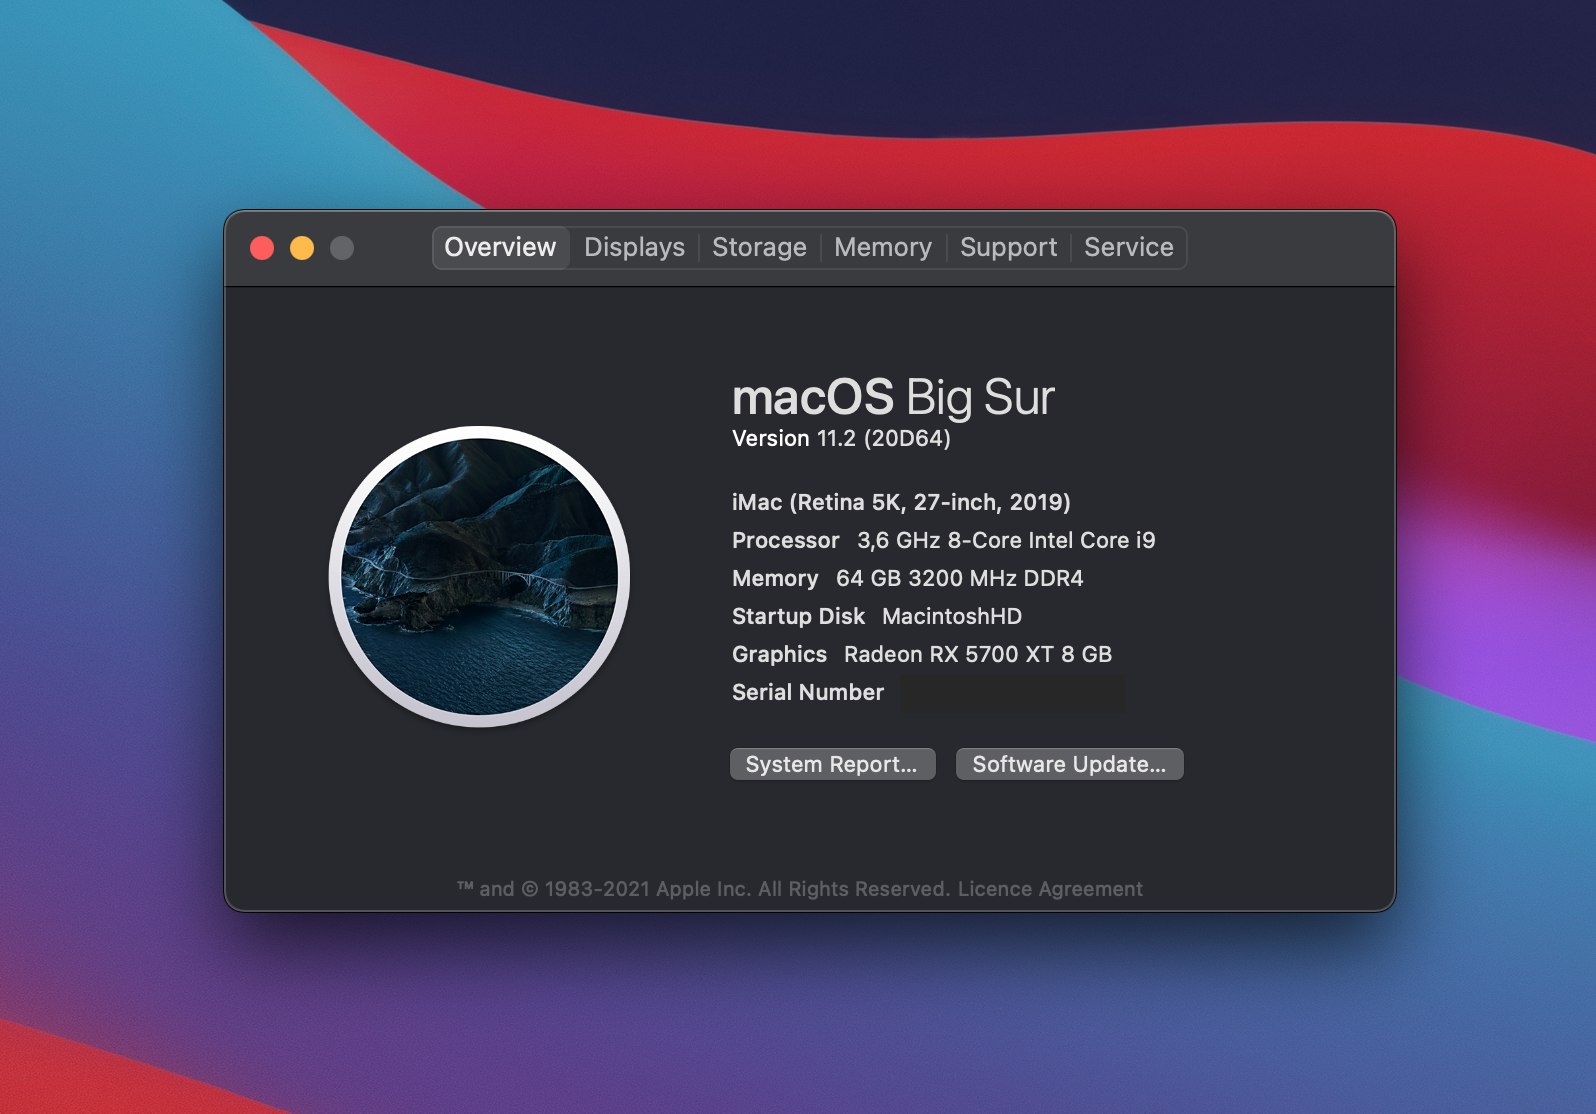 Overview Displays Storage Memory Support Service
macOS Big Sur
Version 11.2 (20D64)
iMac (Retina 5K, 27-inch, 2019)
Processor 3,6 GHz 8-Core Intel Core i9
Memory 64 GB 3200 MHz DDR4
Startup Disk MacintoshHD
Graphics Radeon RX 5700 XT 8 GB
Serial Number
System Report... Software Update...
™ and © 1983-2021 Apple Inc. All Rights Reserved. Licence Agreement